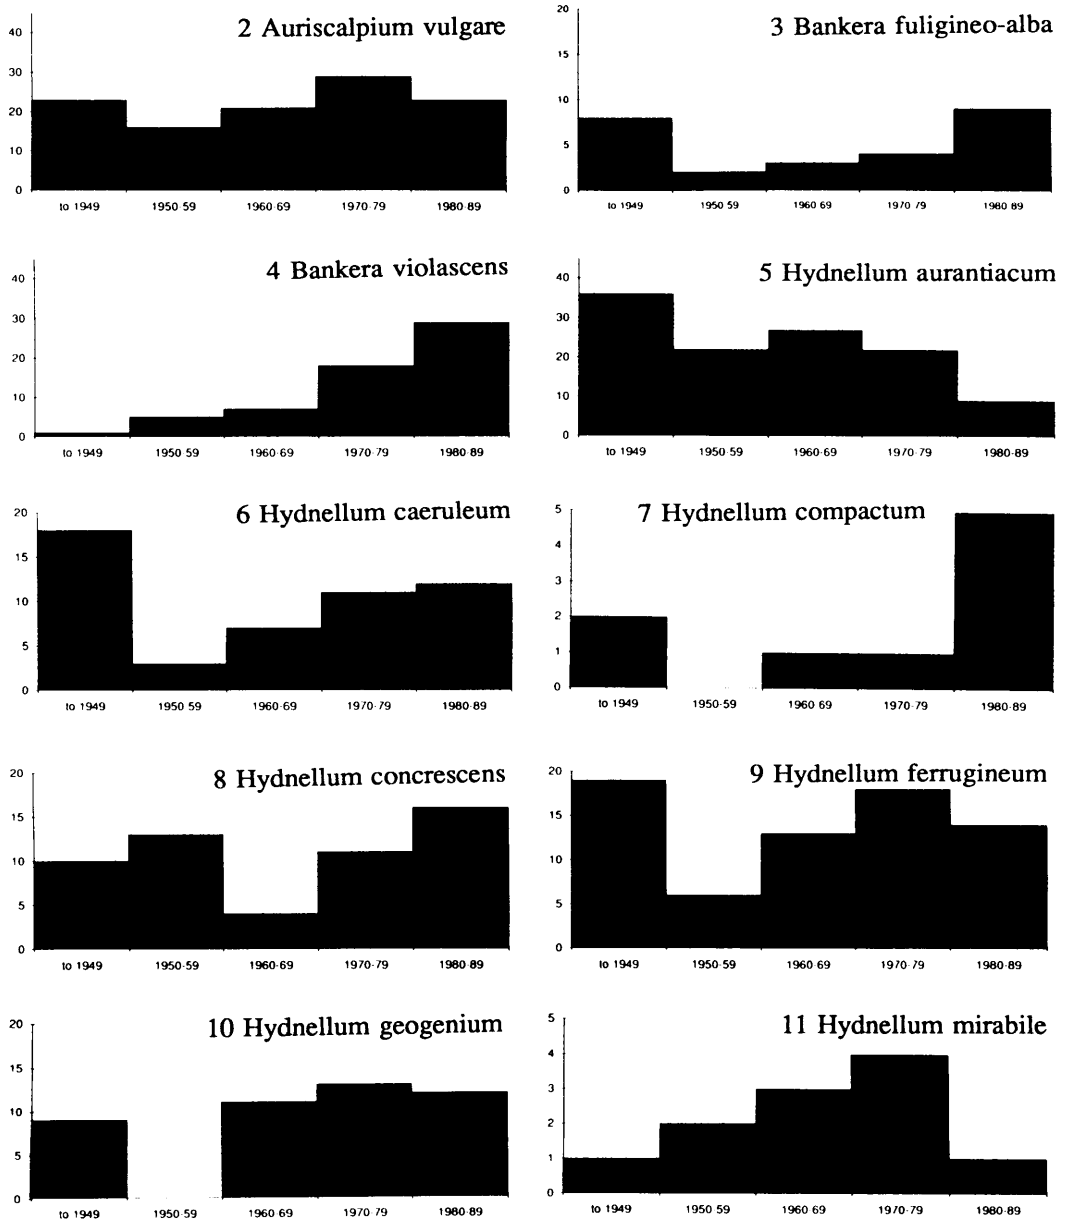 2 Auriscalpium vulgare
40
30
20
10
0
to 1949 1950-59 1960-69 1970-79 1980-89
3 Bankera fuligineo-alba
20
15
10
5
0
to 1949 1950-59 1960 69 1970-79 1980 89
4 Bankera violascens
40
30
20
10
0
to 1949 1950-59 1960-69 1970-79 1980-89
5 Hydnellum aurantiacum
40
30
20
10
0
to 1949 1950-59 1960-69 1970-79 1980-89
6 Hydnellum caeruleum
20
15
10
5
0
to 1949 1950-59 1960-69 1970-79 1980-89
7 Hydnellum compactum
5
4
3
2
1
0
to 1949 1950-59 1960 69 1970-79 1980-89
8 Hydnellum concrescens
20
15
10
5
0
to 1949 1950-59 1960-69 1970-79 1980-89
9 Hydnellum ferrugineum
20
15
10
5
0
to 1949 1950-59 1960-69 1970-79 1980-89
10 Hydnellum geogenium
20
15
10
5
0
to 1949 1950-59 1960-69 1970-79 1980-89
11 Hydnellum mirabile
5
4
3
2
1
0
to 1949 1950-59 1960-69 1970-79 1980-89